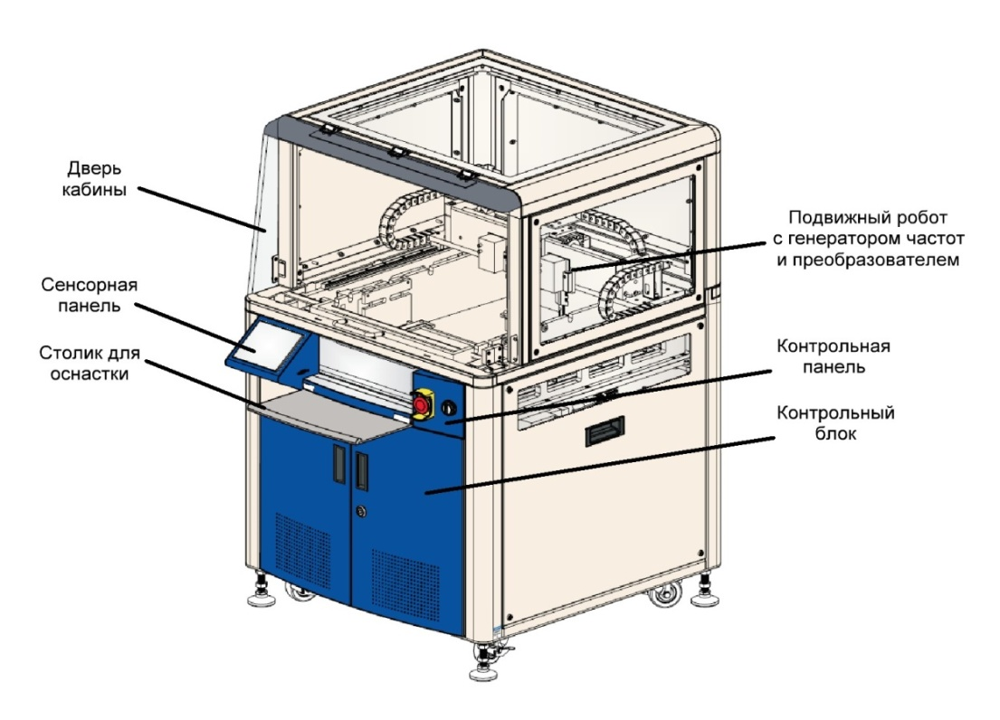 Дверь
кабины
Сенсорная
панель
Столик для
оснастки
Подвижный робот
с генератором частот
и преобразователем
Контрольная
панель
Контрольный
блок